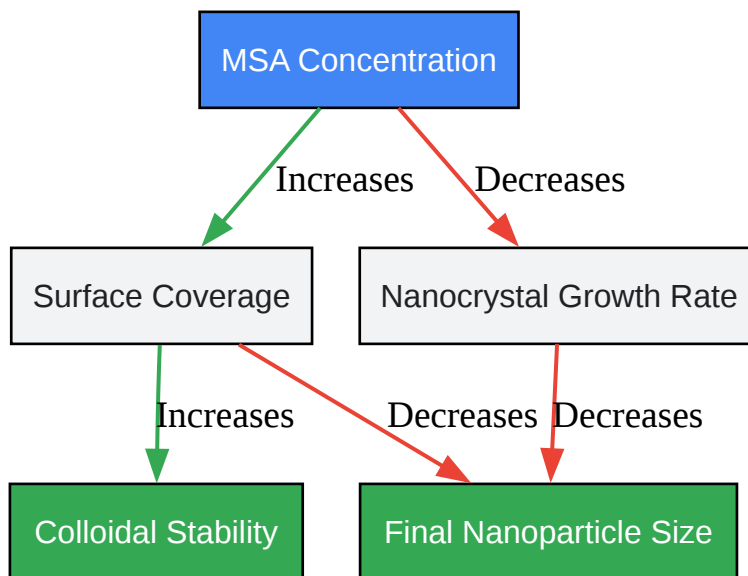 MSA Concentration
Increases
Decreases
Surface Coverage
Nanocrystal Growth Rate
Increases
Decreases
Decreases
Colloidal Stability
Final Nanoparticle Size